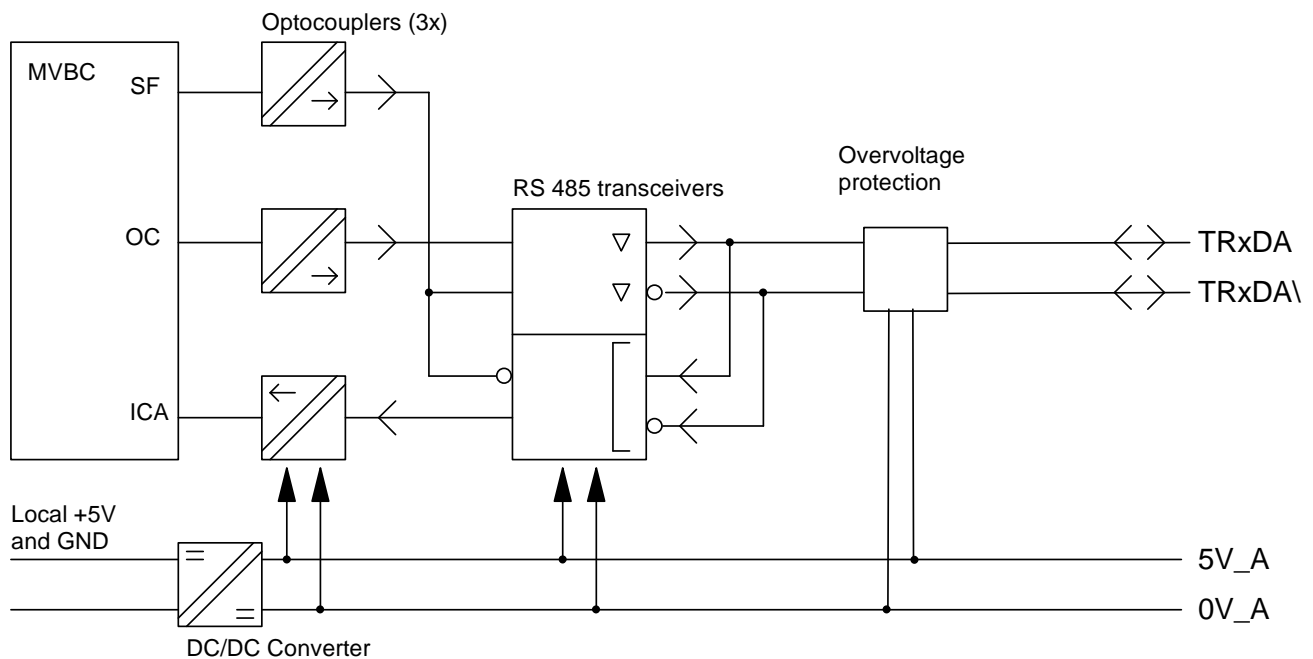 Optocouplers (3x)
MVBC
SF
Overvoltage
protection
RS 485 transceivers
OC
TRxDA
TRxDA\
ICA
Local +5V
and GND
5V_A
0V_A
DC/DC Converter